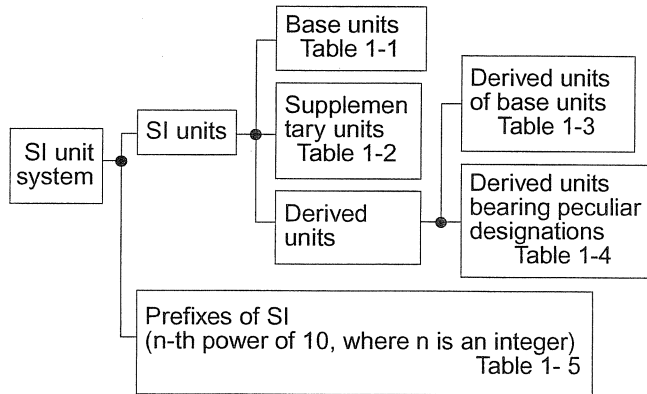 Base units
Table 1-1
Derived units
of base units
Table 1-3
SI units
Supplemen
tary units
Table 1-2
SI unit
system
Derived
units
Derived units
bearing peculiar
designations
Table 1-4
Prefixes of SI
(n-th power of 10, where n is an integer)
Table 1- 5